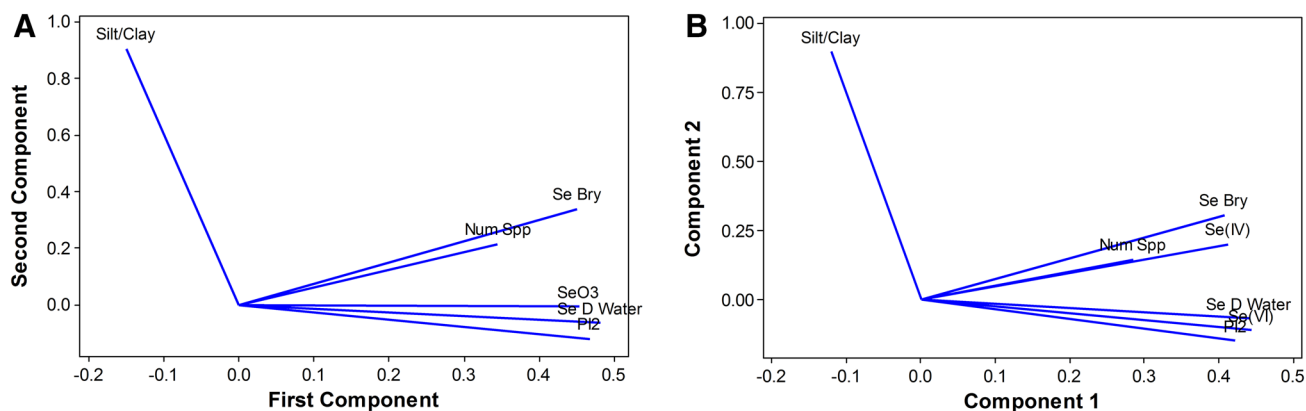 A
Second Component
1.0
0.8
0.6
0.4
0.2
0.0
Silt/Clay
Se Bry
Num Spp
SeO3
Se D Water
PI2
-0.2 -0.1 0.0 0.1 0.2 0.3 0.4 0.5
First Component
B
Component 2
1.00
0.75
0.50
0.25
0.00
Silt/Clay
Se Bry
Se(IV)
Num Spp
Se D Water
Se(VI)
PI2
-0.2 -0.1 0.0 0.1 0.2 0.3 0.4 0.5
Component 1